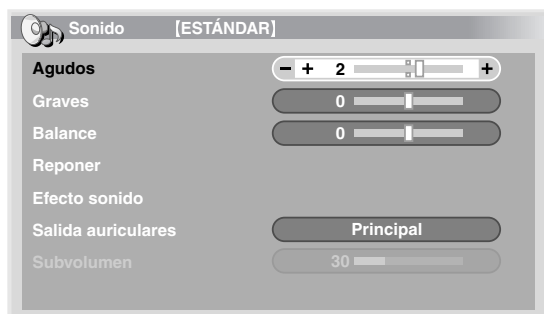 Sonido [ESTÁNDAR]
Agudos - + 2 +
Graves 0
Balance 0
Reponer
Efecto sonido
Salida auriculares Principal
Subvolumen 30